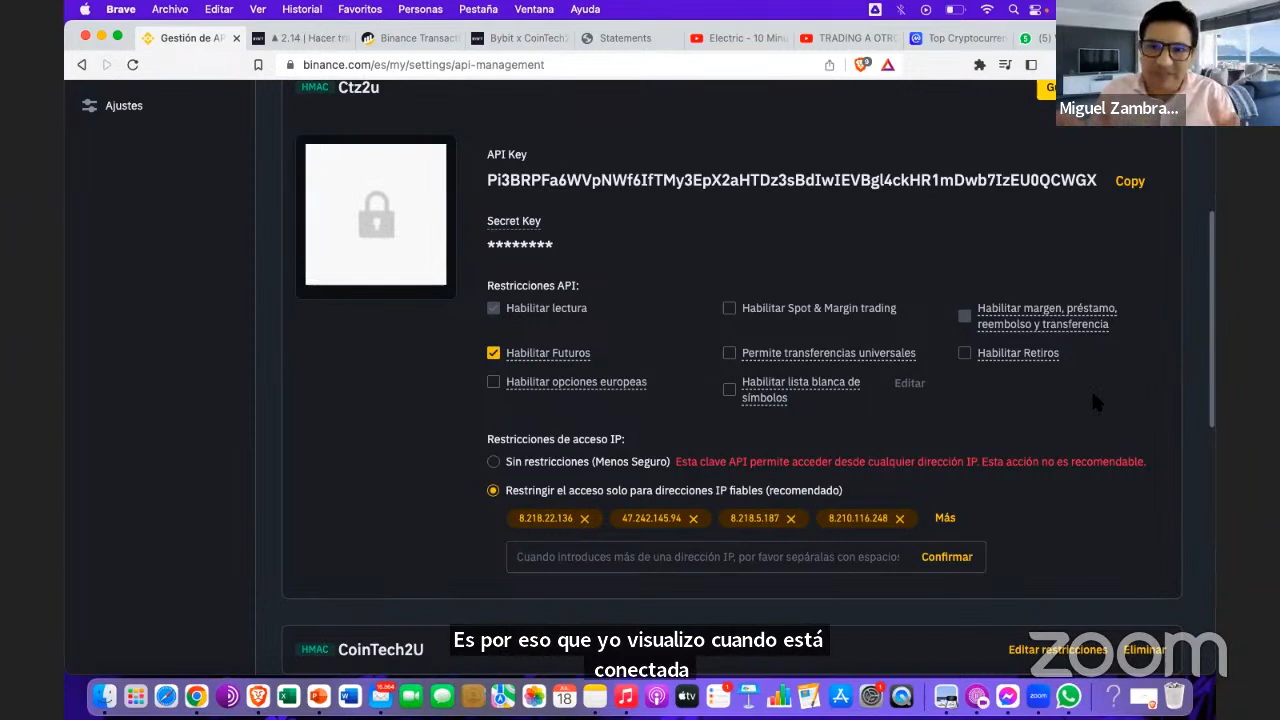 Brave Archivo Editar Ver Historial Favoritos Personas Pestaña Ventana Ayuda
Gestión de AP
▲ 2.14 | Hacer tr
Binance Transacti
Bybit x CoinTech2
Statements
Electric - 10 Minu
TRADING A OTRO
Top Cryptocurren
(5)
binance.com/es/my/settings/api-management
Miguel Zambra...
Ajustes
HMAC Ctz2u
API Key
Pi3BRPFa6WVpNWf6IfTMy3EpX2aHTDz3sBdIwIEVBgl4ckHR1mDwb7IzEU0QCWGX Copy
Secret Key
********
Restricciones API:
Habilitar lectura
Habilitar Spot & Margin trading
Habilitar margen, préstamo,
reembolso y transferencia
Habilitar Futuros
Permite transferencias universales
Habilitar Retiros
Habilitar opciones europeas
Habilitar lista blanca de
símbolos
Editar
Restricciones de acceso IP:
Sin restricciones (Menos Seguro) Esta clave API permite acceder desde cualquier dirección IP. Esta acción no es recomendable.
Restringir el acceso solo para direcciones IP fiables (recomendado)
8.218.22.136 47.242.145.94 8.218.5.187 8.210.116.248 Más
Cuando introduces más de una dirección IP, por favor sepáralas con espacios Confirmar
Es por eso que yo visualizo cuando está
conectada
HMAC CoinTech2U
Editar restricciones Eliminar
zoom